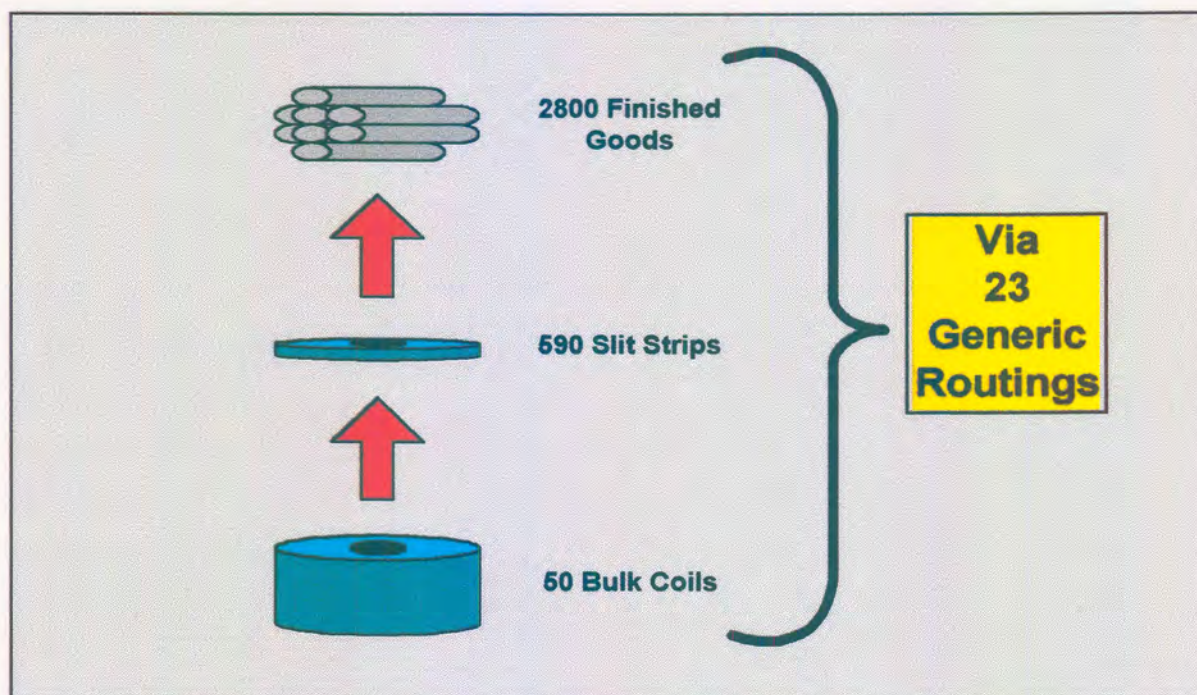 2800 Finished
Goods
Via
23
Generic
Routings
590 Slit Strips
50 Bulk Coils